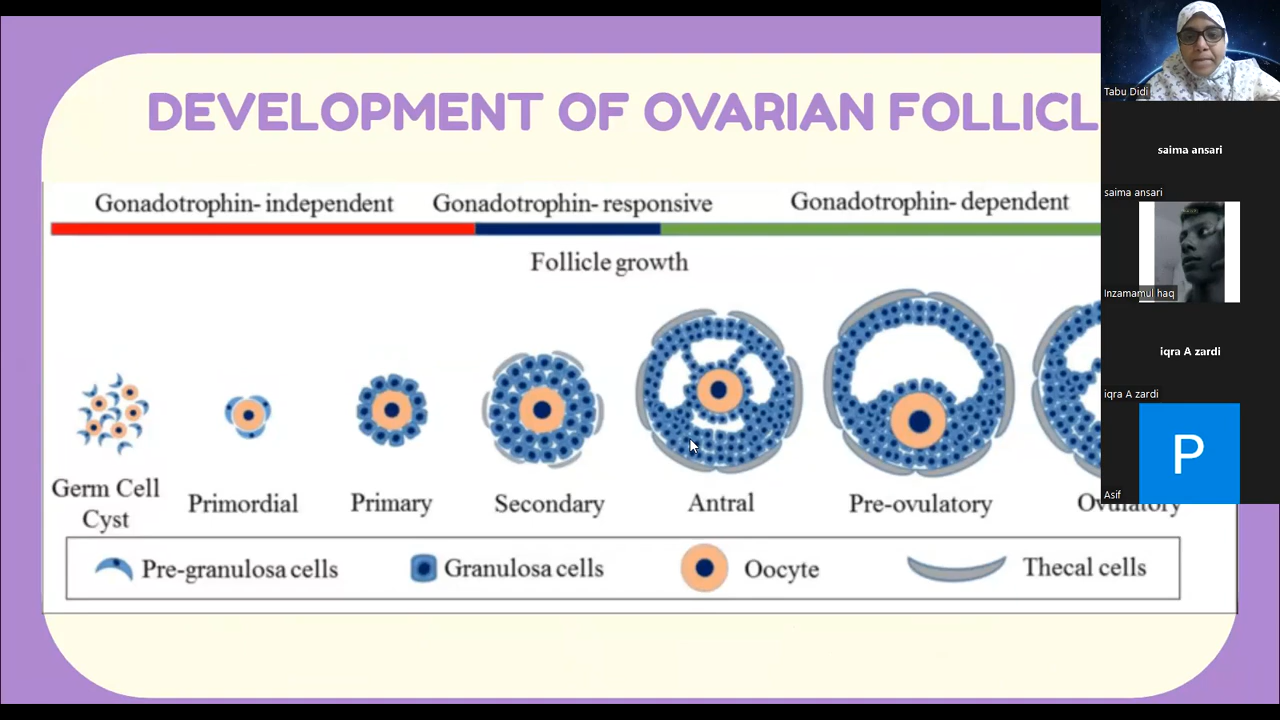 DEVELOPMENT OF OVARIAN FOLLICL
Gonadotrophin- independent
Gonadotrophin- responsive
Gonadotrophin- dependent
Follicle growth
Germ Cell
Cyst
Primordial
Primary
Secondary
Antral
Pre-ovulatory
Ovulatory
Pre-granulosa cells
Granulosa cells
Oocyte
Thecal cells
Tabu Didi
saima ansari
saima ansari
Inzamamul haq
iqra A zardi
iqra A zardi
P
Asif